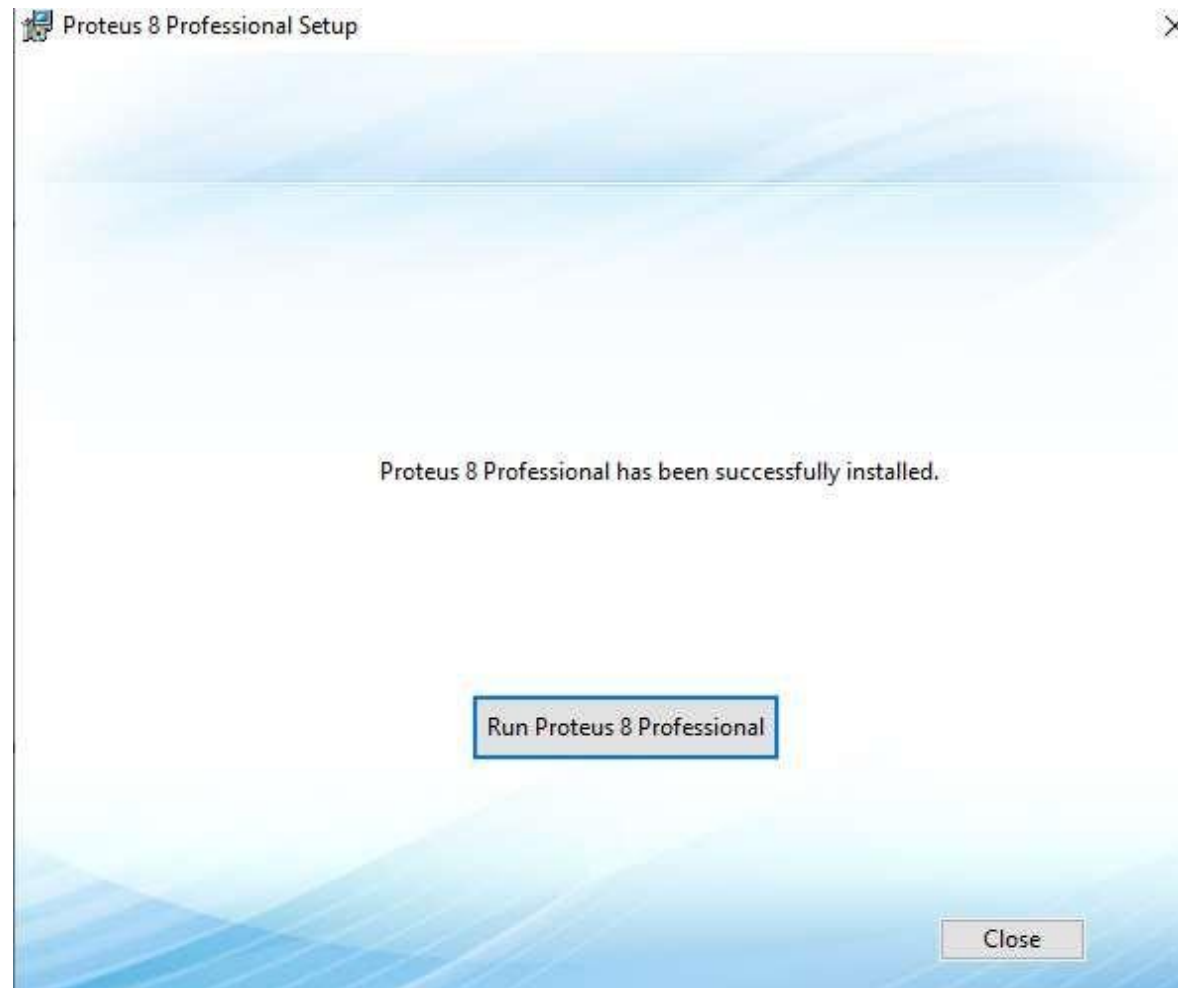 Proteus 8 Professional Setup
Proteus 8 Professional has been successfully installed.
Run Proteus 8 Professional
Close